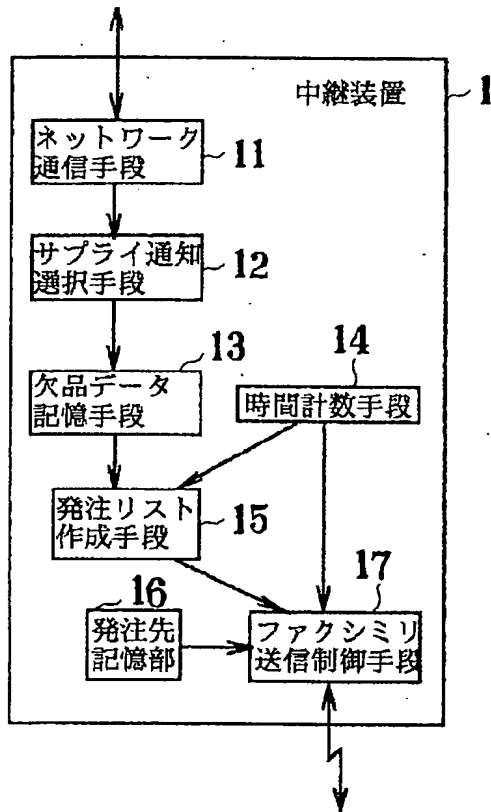 中継装置
1
ネットワーク
通信手段
11
サプライ通知
選択手段
12
13
欠品データ
記憶手段
14
時間計数手段
発注リスト
作成手段
15
16
発注先
記憶部
17
ファクシミリ
送信制御手段